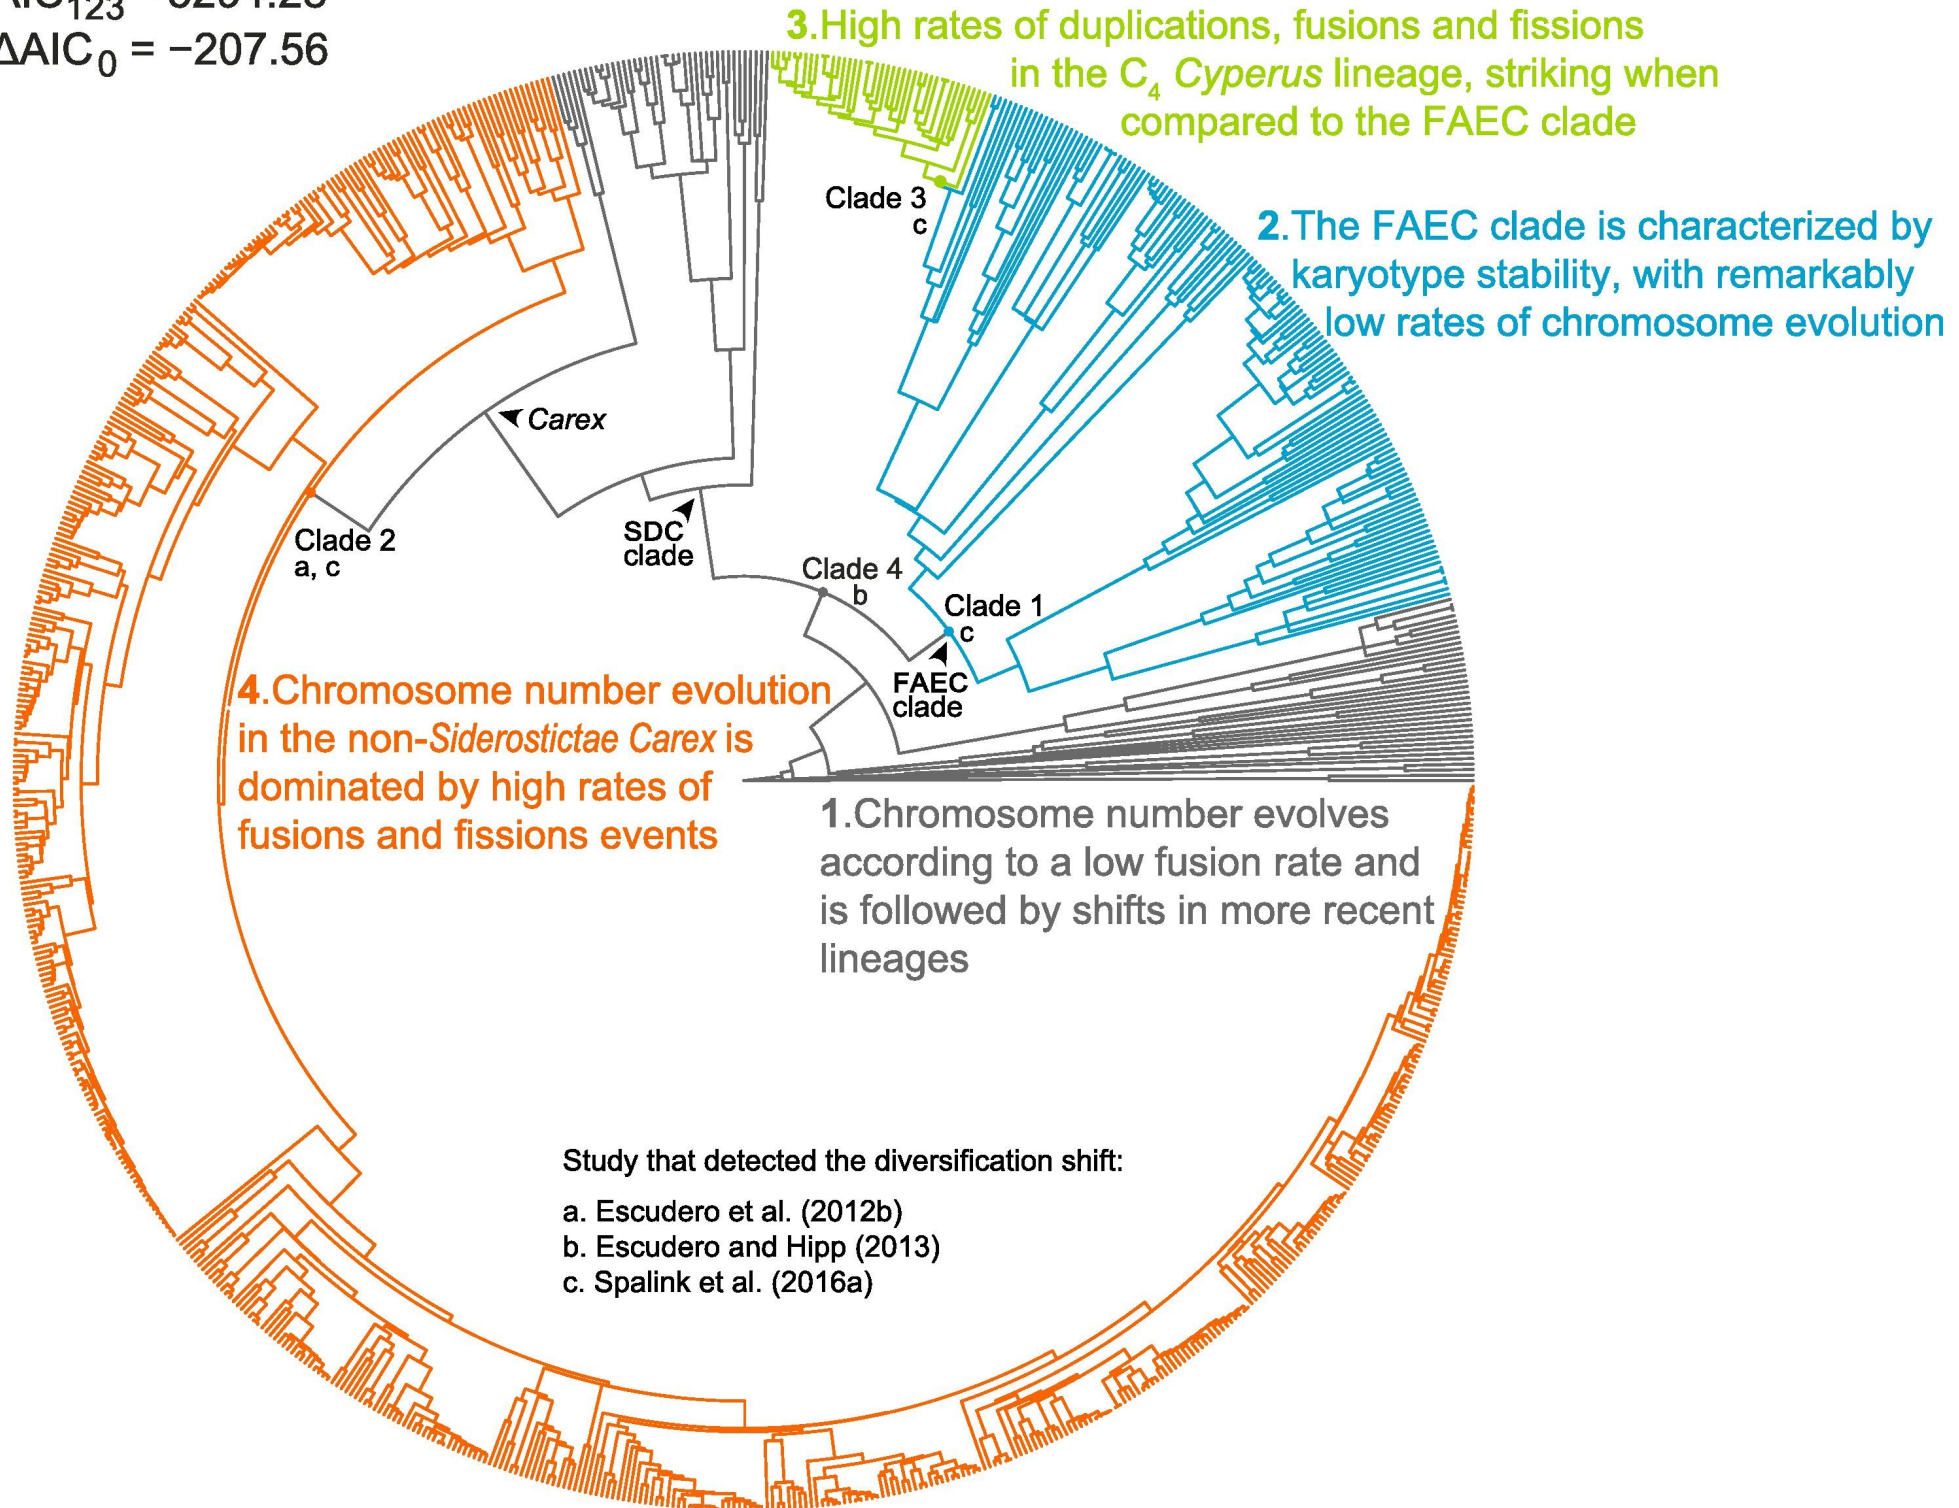 ΔAIC0 = −207.56
3.High rates of duplications, fusions and fissions
in the C4 Cyperus lineage, striking when
compared to the FAEC clade
Clade 3
c
2.The FAEC clade is characterized by
karyotype stability, with remarkably
low rates of chromosome evolution
Carex
SDC
clade
Clade 2
a, c
Clade 4
b
Clade 1
c
FAEC
clade
4.Chromosome number evolution
in the non-Siderostictae Carex is
dominated by high rates of
fusions and fissions events
1.Chromosome number evolves
according to a low fusion rate and
is followed by shifts in more recent
lineages
Study that detected the diversification shift:
a. Escudero et al. (2012b)
b. Escudero and Hipp (2013)
c. Spalink et al. (2016a)